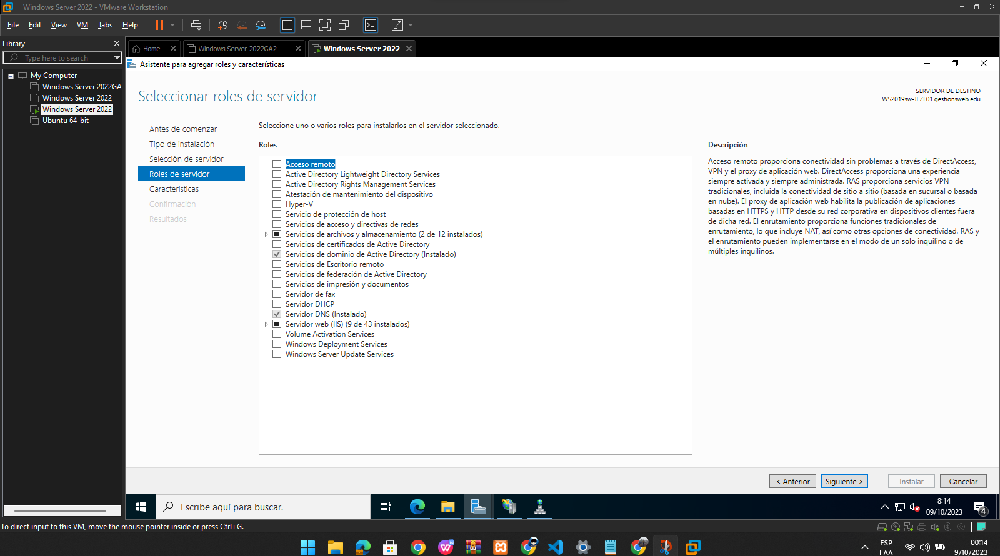 Windows Server 2022 - VMware Workstation
File Edit View VM Tabs Help
Library
Type here to search
My Computer
Windows Server 2022GA
Windows Server 2022
Windows Server 2022
Ubuntu 64-bit
Home
Windows Server 2022GA2
Windows Server 2022
Asistente para agregar roles y características
Seleccionar roles de servidor
SERVIDOR DE DESTINO
WS2019sw-JFZL01.gestionsweb.edu
Antes de comenzar
Tipo de instalación
Selección de servidor
Roles de servidor
Características
Confirmación
Resultados
Seleccione uno o varios roles para instalarlos en el servidor seleccionado.
Roles
Acceso remoto
Active Directory Lightweight Directory Services
Active Directory Rights Management Services
Atestación de mantenimiento del dispositivo
Hyper-V
Servicio de protección de host
Servicios de acceso y directivas de redes
Servicios de archivos y almacenamiento (2 de 12 instalados)
Servicios de certificados de Active Directory
Servicios de dominio de Active Directory (Instalado)
Servicios de Escritorio remoto
Servicios de federación de Active Directory
Servicios de impresión y documentos
Servidor de fax
Servidor DHCP
Servidor DNS (Instalado)
Servidor web (IIS) (9 de 43 instalados)
Volume Activation Services
Windows Deployment Services
Windows Server Update Services
Descripción
Acceso remoto proporciona conectividad sin problemas a través de DirectAccess,
VPN y el proxy de aplicación web. DirectAccess proporciona una experiencia
siempre activada y siempre administrada. RAS proporciona servicios VPN
tradicionales, incluida la conectividad de sitio a sitio (basada en sucursal o basada
en nube). El proxy de aplicación web habilita la publicación de aplicaciones
basadas en HTTPS y HTTP desde su red corporativa en dispositivos clientes fuera
de dicha red. El enrutamiento proporciona funciones tradicionales de
enrutamiento, lo que incluye NAT, así como otras opciones de conectividad. RAS y
el enrutamiento pueden implementarse en el modo de un solo inquilino o de
múltiples inquilinos.
< Anterior
Siguiente >
Instalar
Cancelar
Escribe aquí para buscar.
8:14
09/10/2023
4
To direct input to this VM, move the mouse pointer inside or press Ctrl+G.
ESP
LAA
00:14
9/10/2023